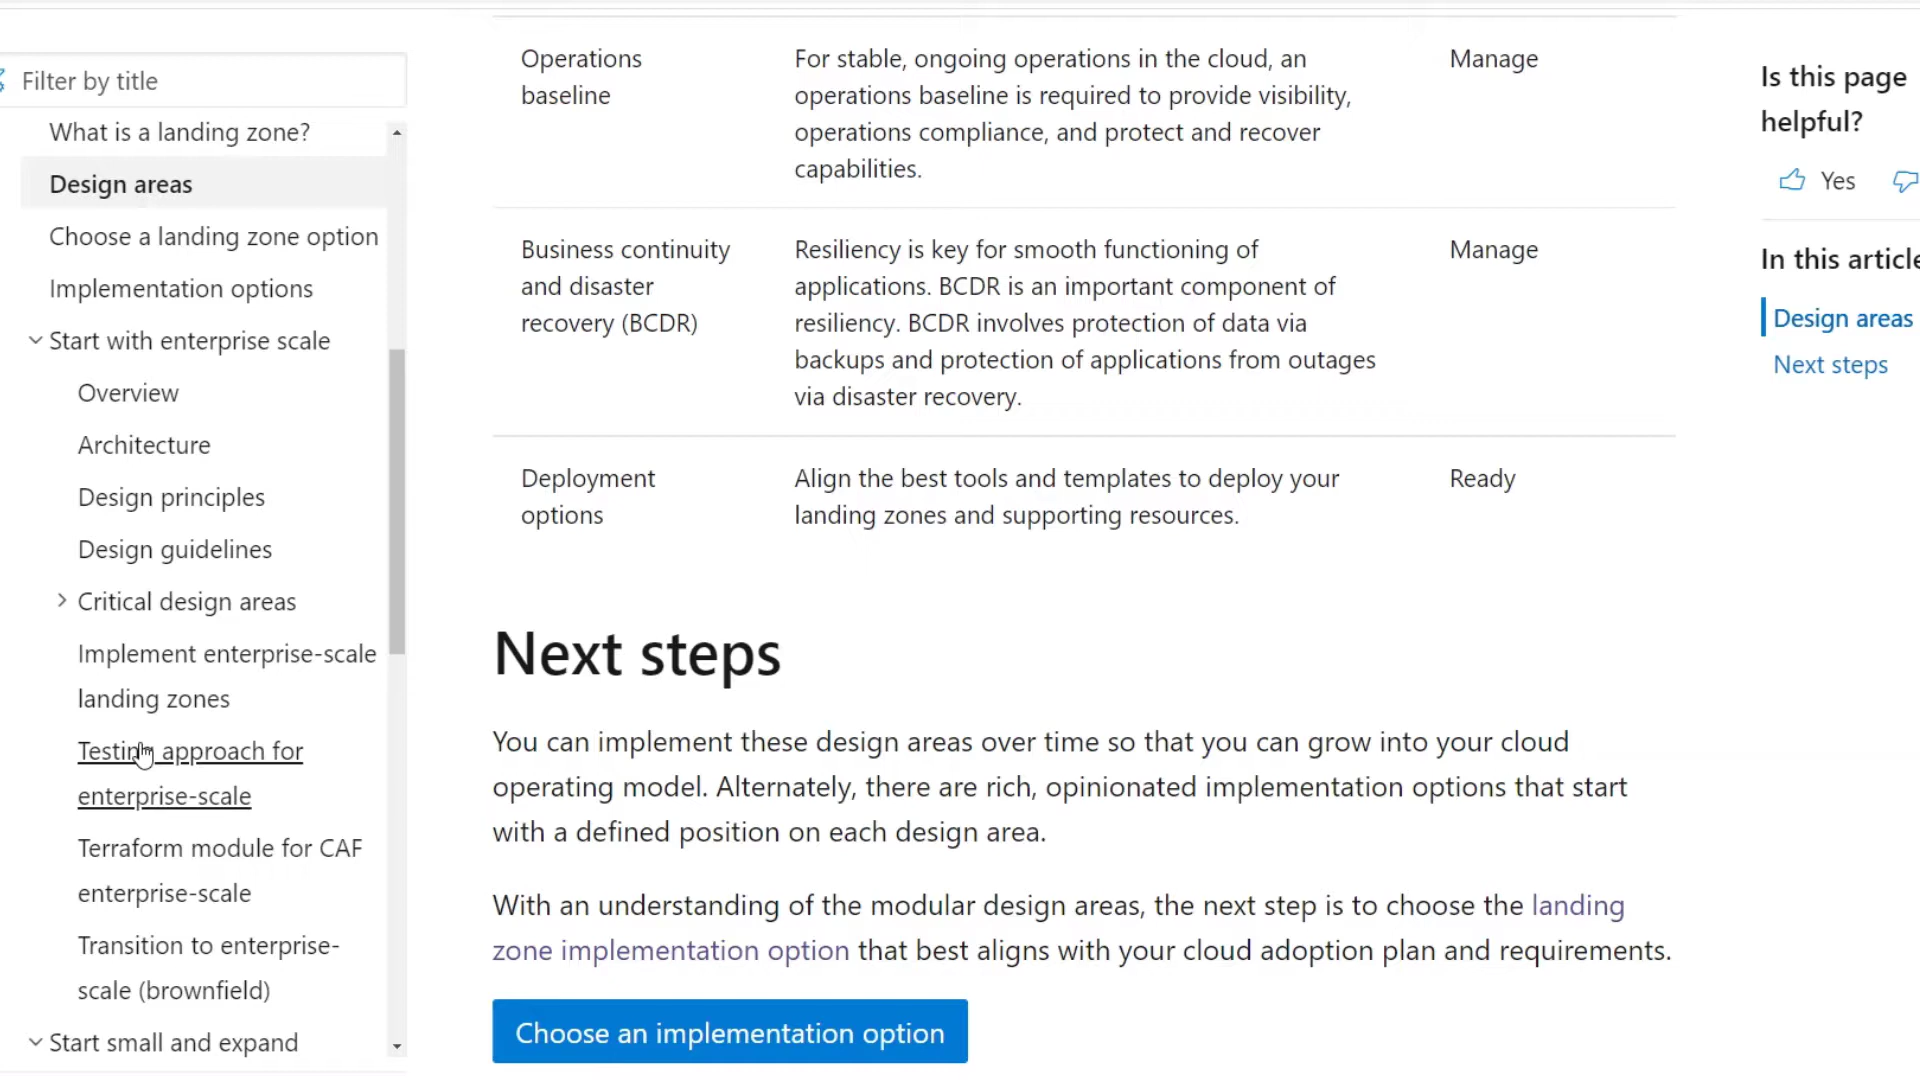 Filter by title
What is a landing zone?
Design areas
Choose a landing zone option
Implementation options
Start with enterprise scale
Overview
Architecture
Design principles
Design guidelines
Critical design areas
Implement enterprise-scale
landing zones
Testing approach for
enterprise-scale
Terraform module for CAF
enterprise-scale
Transition to enterprise-
scale (brownfield)
Start small and expand
Operations
baseline
For stable, ongoing operations in the cloud, an
operations baseline is required to provide visibility,
operations compliance, and protect and recover
capabilities.
Manage
Business continuity
and disaster
recovery (BCDR)
Resiliency is key for smooth functioning of
applications. BCDR is an important component of
resiliency. BCDR involves protection of data via
backups and protection of applications from outages
via disaster recovery.
Manage
Deployment
options
Align the best tools and templates to deploy your
landing zones and supporting resources.
Ready
Next steps
You can implement these design areas over time so that you can grow into your cloud
operating model. Alternately, there are rich, opinionated implementation options that start
with a defined position on each design area.
With an understanding of the modular design areas, the next step is to choose the landing
zone implementation option that best aligns with your cloud adoption plan and requirements.
Choose an implementation option
Is this page
helpful?
Yes
In this article
Design areas
Next steps